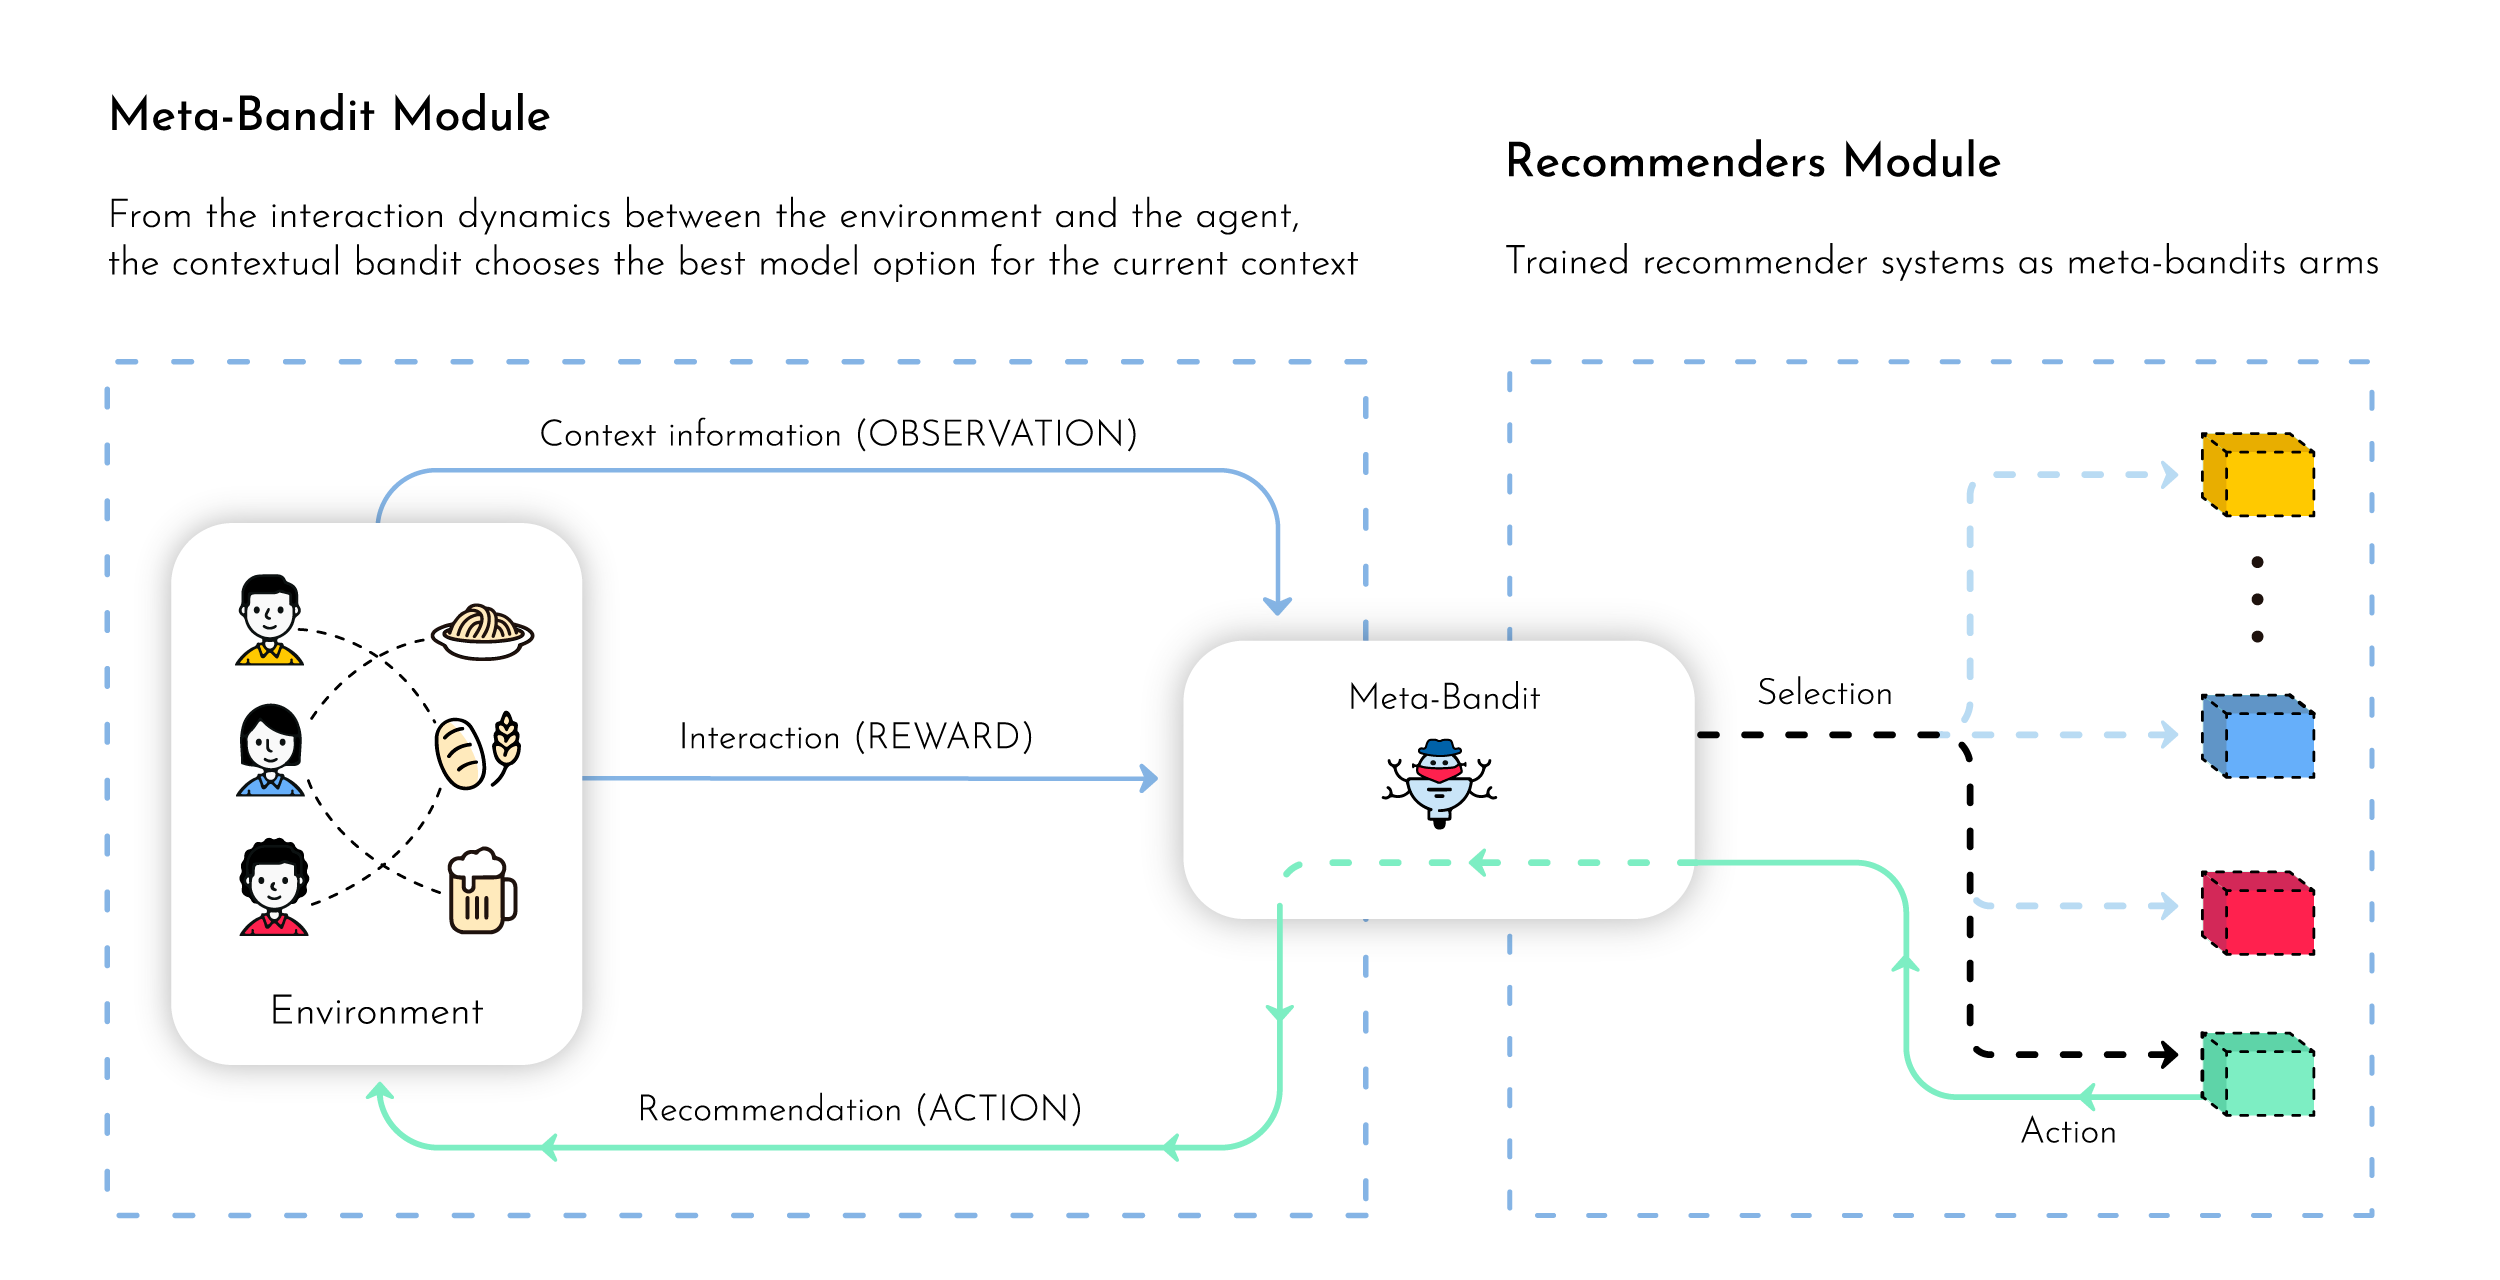 Meta-Bandit Module
From the interaction dynamics between the environment and the agent,
the contextual bandit chooses the best model option for the current context
Recommenders Module
Trained recommender systems as meta-bandits arms
Context information (OBSERVATION)
Interaction (REWARD)
Environment
Recommendation (ACTION)
Meta-Bandit
Selection
Action